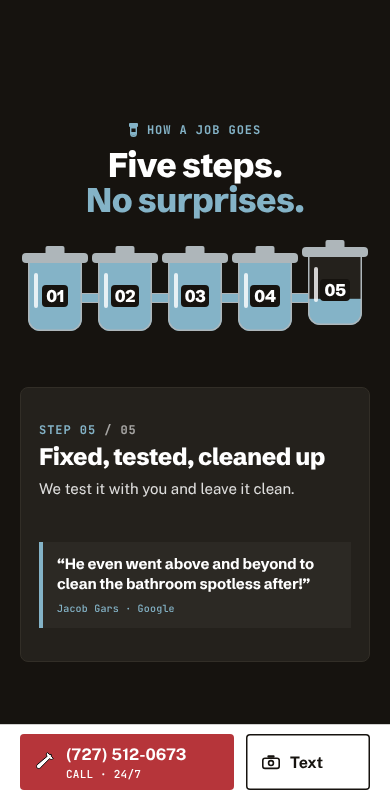 HOW A JOB GOES
Five steps.
No surprises.
01 02 03 04 05
STEP 05 / 05
Fixed, tested, cleaned up
We test it with you and leave it clean.
“He even went above and beyond to
clean the bathroom spotless after!”
Jacob Gars · Google
(727) 512-0673
CALL · 24/7
Text